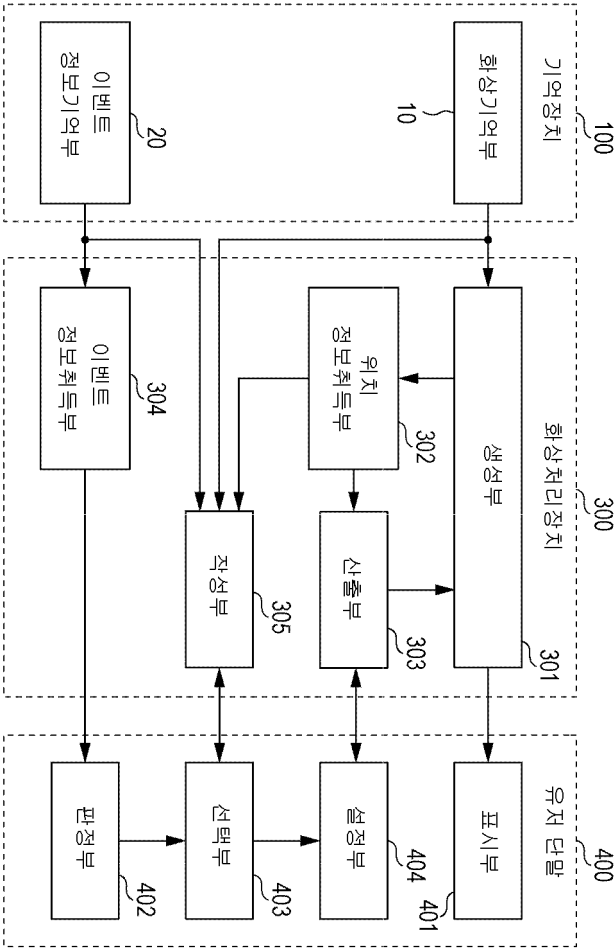 기억장치
100
화상기억부
10
이벤트
정보기억부
20
화상처리장치
300
생성부
301
위치
정보취득부
302
산출부
303
이벤트
정보취득부
304
작성부
305
유저 단말
400
표시부
401
설정부
404
선택부
403
판정부
402